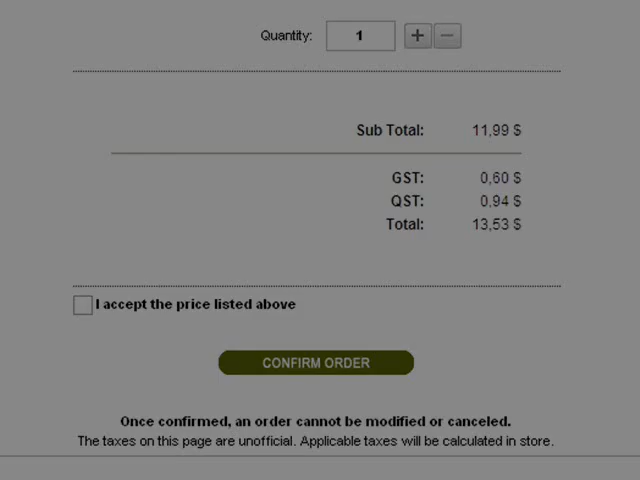 Quantity: 1 + −
Sub Total: 11,99 $
GST: 0,60 $
QST: 0,94 $
Total: 13,53 $
I accept the price listed above
CONFIRM ORDER
Once confirmed, an order cannot be modified or canceled.
The taxes on this page are unofficial. Applicable taxes will be calculated in store.